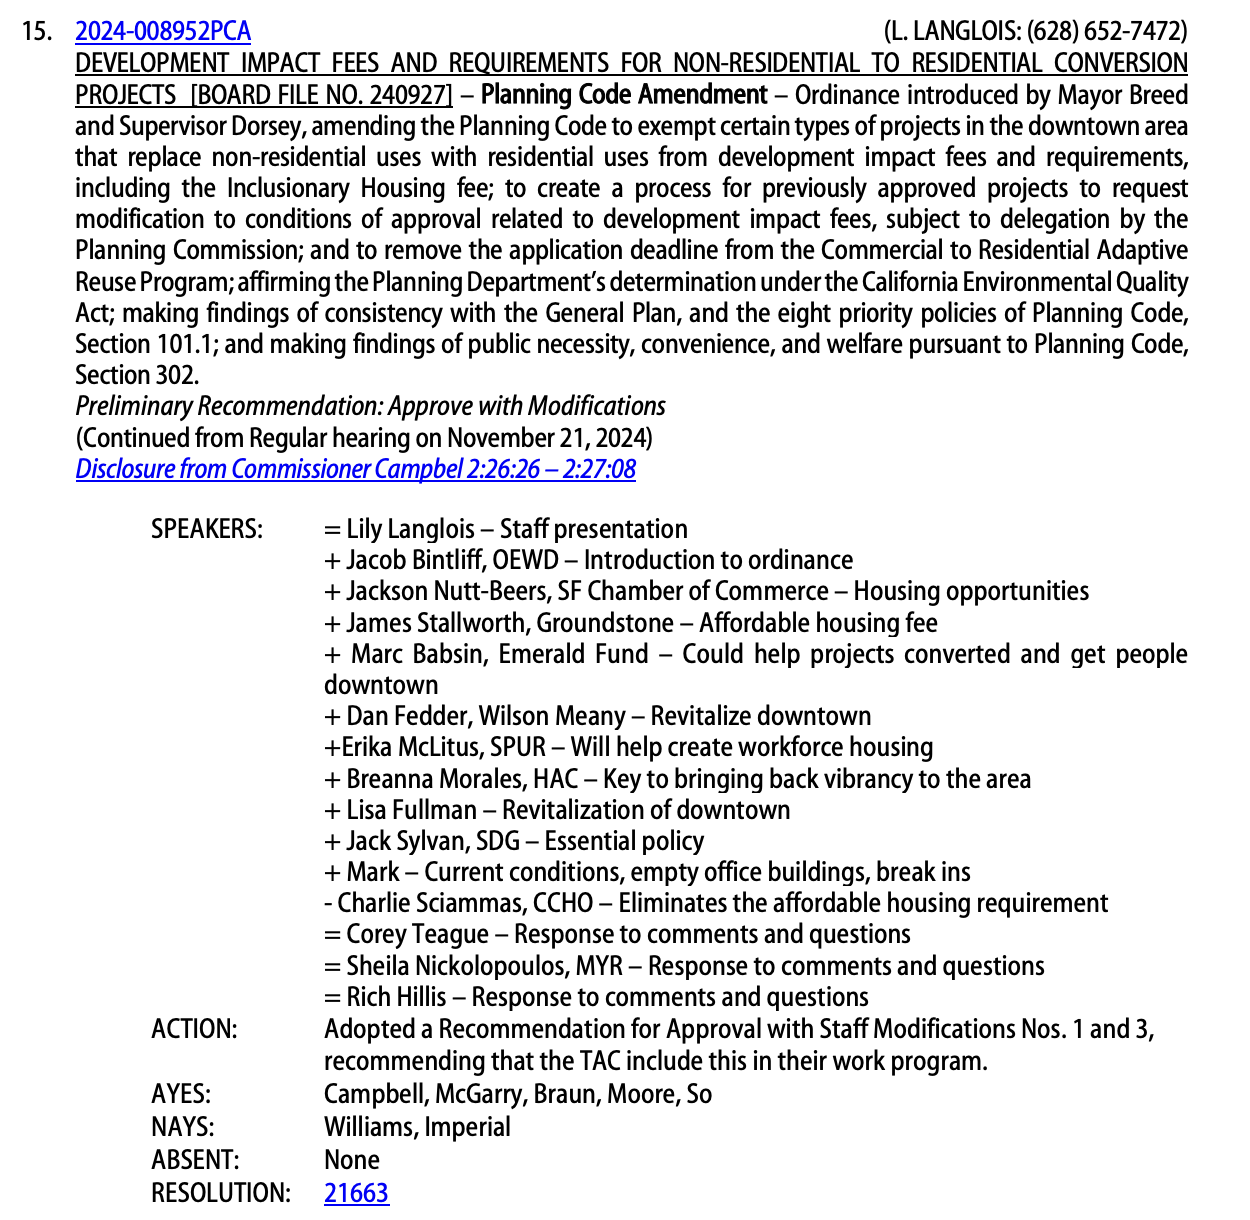 15. 2024-008952PCA (L. LANGLOIS: (628) 652-7472)
DEVELOPMENT IMPACT FEES AND REQUIREMENTS FOR NON-RESIDENTIAL TO RESIDENTIAL CONVERSION
PROJECTS [BOARD FILE NO. 240927] – Planning Code Amendment – Ordinance introduced by Mayor Breed
and Supervisor Dorsey, amending the Planning Code to exempt certain types of projects in the downtown area
that replace non-residential uses with residential uses from development impact fees and requirements,
including the Inclusionary Housing fee; to create a process for previously approved projects to request
modification to conditions of approval related to development impact fees, subject to delegation by the
Planning Commission; and to remove the application deadline from the Commercial to Residential Adaptive
Reuse Program; affirming the Planning Department’s determination under the California Environmental Quality
Act; making findings of consistency with the General Plan, and the eight priority policies of Planning Code,
Section 101.1; and making findings of public necessity, convenience, and welfare pursuant to Planning Code,
Section 302.
Preliminary Recommendation: Approve with Modifications
(Continued from Regular hearing on November 21, 2024)
Disclosure from Commissioner Campbel 2:26:26 – 2:27:08
SPEAKERS: = Lily Langlois – Staff presentation
+ Jacob Bintliff, OEWD – Introduction to ordinance
+ Jackson Nutt-Beers, SF Chamber of Commerce – Housing opportunities
+ James Stallworth, Groundstone – Affordable housing fee
+ Marc Babsin, Emerald Fund – Could help projects converted and get people
downtown
+ Dan Fedder, Wilson Meany – Revitalize downtown
+Erika McLitus, SPUR – Will help create workforce housing
+ Breanna Morales, HAC – Key to bringing back vibrancy to the area
+ Lisa Fullman – Revitalization of downtown
+ Jack Sylvan, SDG – Essential policy
+ Mark – Current conditions, empty office buildings, break ins
- Charlie Sciammas, CCHO – Eliminates the affordable housing requirement
= Corey Teague – Response to comments and questions
= Sheila Nickolopoulos, MYR – Response to comments and questions
= Rich Hillis – Response to comments and questions
ACTION: Adopted a Recommendation for Approval with Staff Modifications Nos. 1 and 3,
recommending that the TAC include this in their work program.
AYES: Campbell, McGarry, Braun, Moore, So
NAYS: Williams, Imperial
ABSENT: None
RESOLUTION: 21663